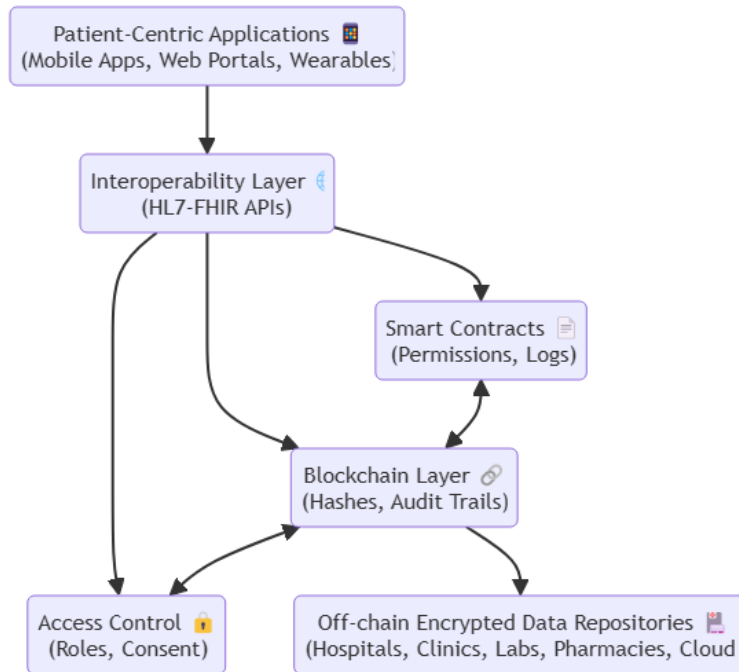 Patient-Centric Applications
(Mobile Apps, Web Portals, Wearables)
Interoperability Layer
(HL7-FHIR APIs)
Smart Contracts
(Permissions, Logs)
Blockchain Layer
(Hashes, Audit Trails)
Access Control
(Roles, Consent)
Off-chain Encrypted Data Repositories
(Hospitals, Clinics, Labs, Pharmacies, Cloud